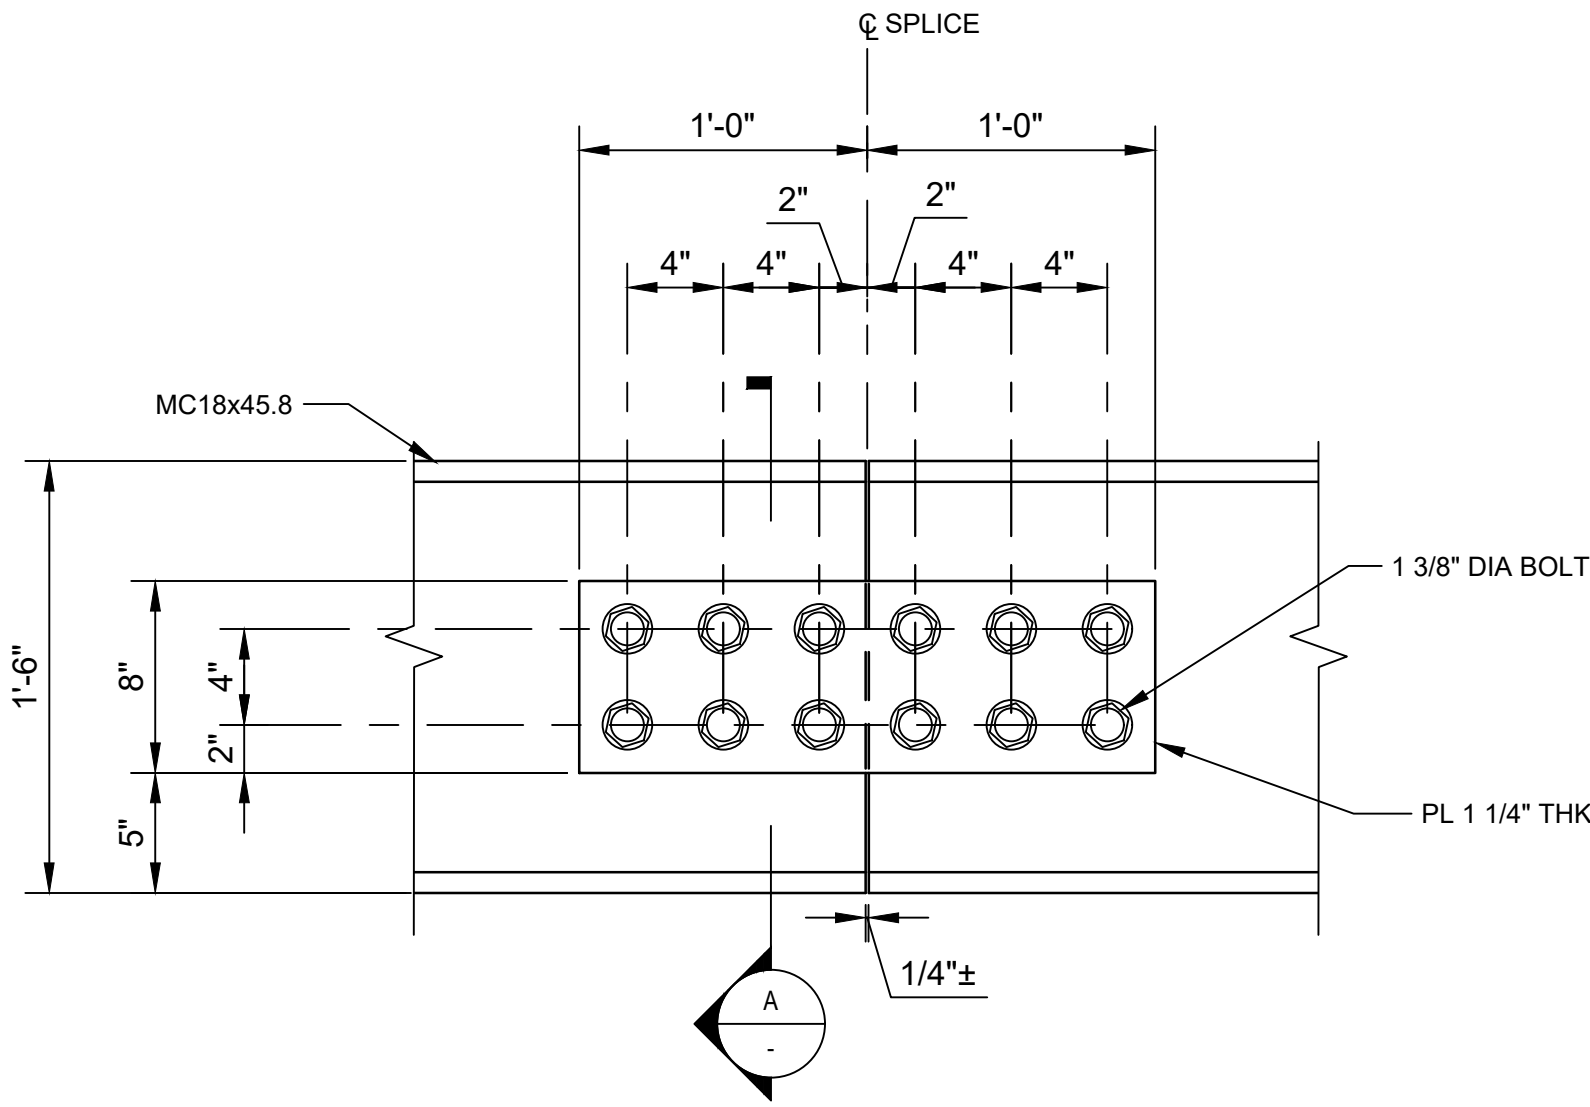 ℄ SPLICE
1'-0" 1'-0"
2" 2"
4" 4" 4" 4"
MC18x45.8
1 3/8" DIA BOLT
1'-6"
8"
4"
2"
5"
PL 1 1/4" THK
1/4"±
A
-